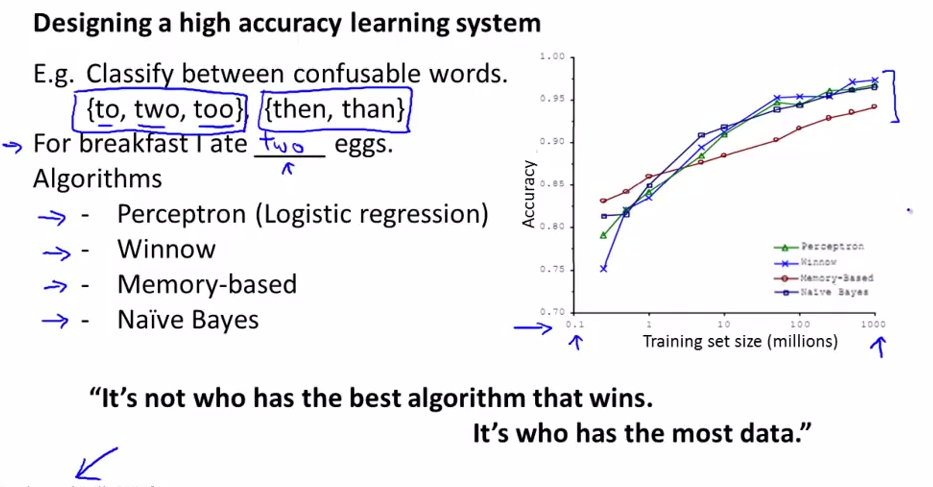 Designing a high accuracy learning system
E.g. Classify between confusable words.
{to, two, too}, {then, than}
For breakfast I ate two eggs.
Algorithms
- Perceptron (Logistic regression)
- Winnow
- Memory-based
- Naïve Bayes
1.00
0.95
0.90
0.85
0.80
0.75
0.70
Accuracy
Perceptron
Winnow
Memory-Based
Naïve Bayes
0.1 1 10 100 1000
Training set size (millions)
“It’s not who has the best algorithm that wins.
It’s who has the most data.”